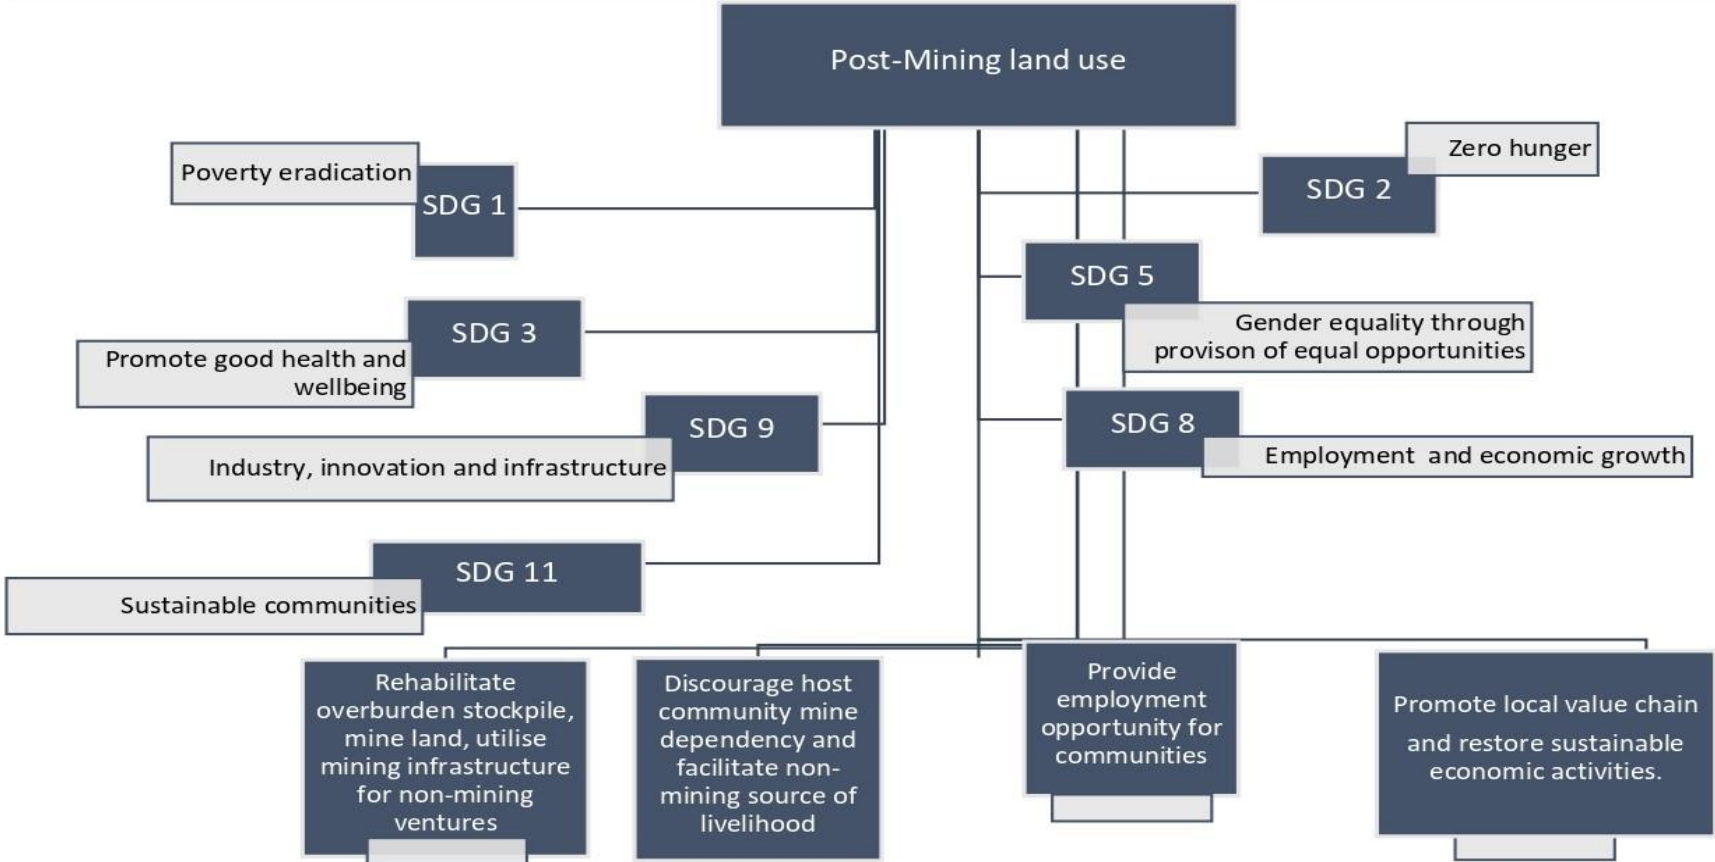 Post-Mining land use
Poverty eradication
SDG 1
Zero hunger
SDG 2
SDG 5
Gender equality through
provison of equal opportunities
SDG 3
Promote good health and
wellbeing
SDG 9
Industry, innovation and infrastructure
SDG 8
Employment and economic growth
SDG 11
Sustainable communities
Rehabilitate
overburden stockpile,
mine land, utilise
mining infrastructure
for non-mining
ventures
Discourage host
community mine
dependency and
facilitate non-
mining source of
livelihood
Provide
employment
opportunity for
communities
Promote local value chain
and restore sustainable
economic activities.